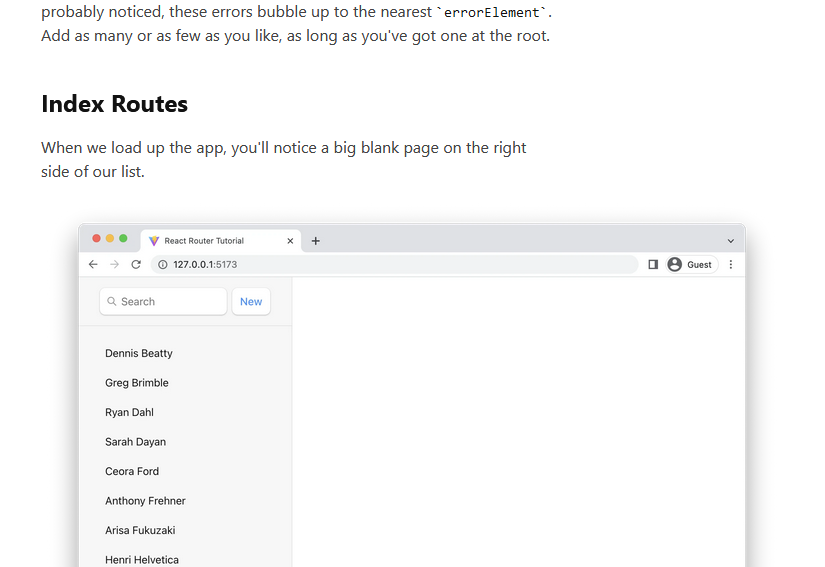 probably noticed, these errors bubble up to the nearest `errorElement`.
Add as many or as few as you like, as long as you've got one at the root.
Index Routes
When we load up the app, you'll notice a big blank page on the right
side of our list.
React Router Tutorial
127.0.0.1:5173
Guest
Search
New
Dennis Beatty
Greg Brimble
Ryan Dahl
Sarah Dayan
Ceora Ford
Anthony Frehner
Arisa Fukuzaki
Henri Helvetica